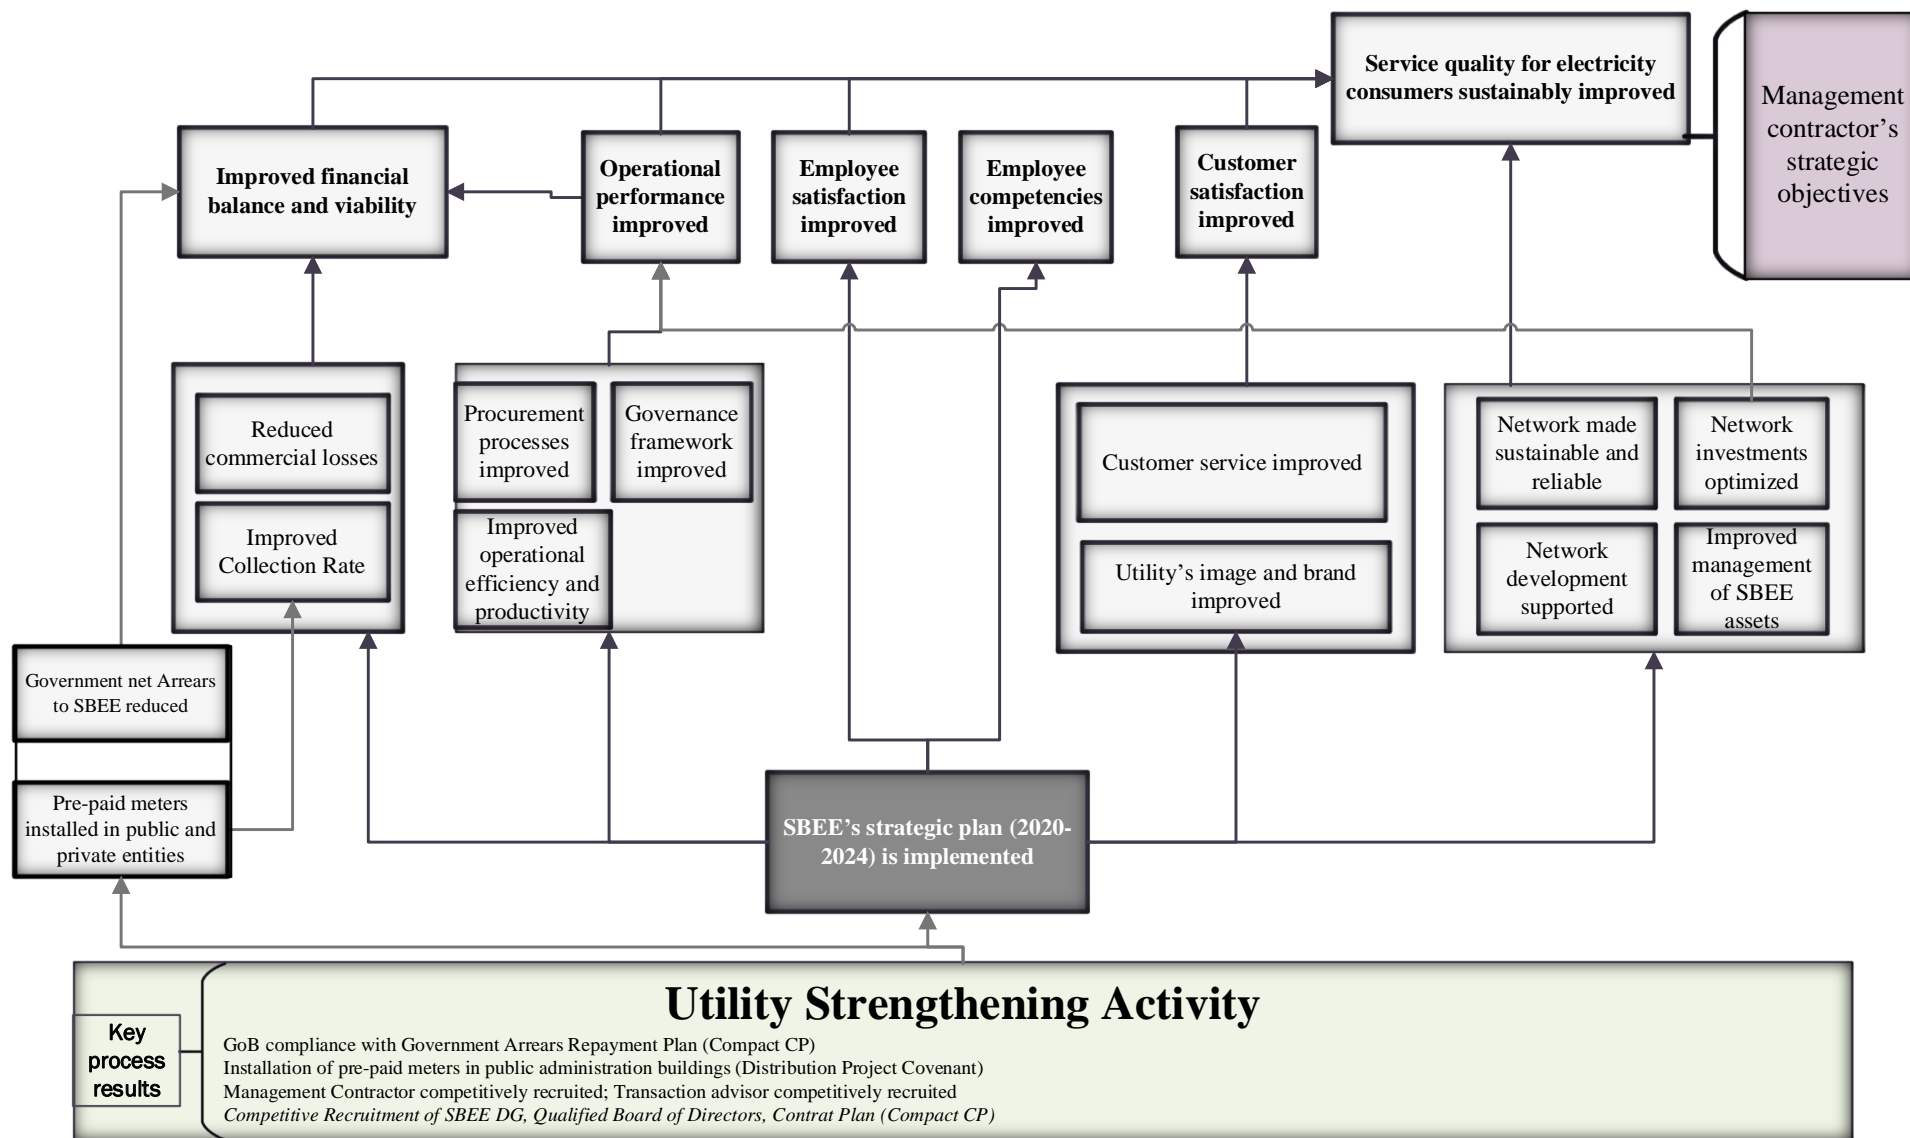 Service quality for electricity
consumers sustainably improved
Management
contractor’s
strategic
objectives
Improved financial
balance and viability
Operational
performance
improved
Employee
satisfaction
improved
Employee
competencies
improved
Customer
satisfaction
improved
Reduced
commercial losses
Improved
Collection Rate
Procurement
processes
improved
Governance
framework
improved
Improved
operational
efficiency and
productivity
Customer service improved
Utility’s image and brand
improved
Network made
sustainable and
reliable
Network
investments
optimized
Network
development
supported
Improved
management
of SBEE
assets
Government net Arrears
to SBEE reduced
Pre-paid meters
installed in public and
private entities
SBEE’s strategic plan (2020-
2024) is implemented
Utility Strengthening Activity
Key
process
results
GoB compliance with Government Arrears Repayment Plan (Compact CP)
Installation of pre-paid meters in public administration buildings (Distribution Project Covenant)
Management Contractor competitively recruited; Transaction advisor competitively recruited
Competitive Recruitment of SBEE DG, Qualified Board of Directors, Contrat Plan (Compact CP)